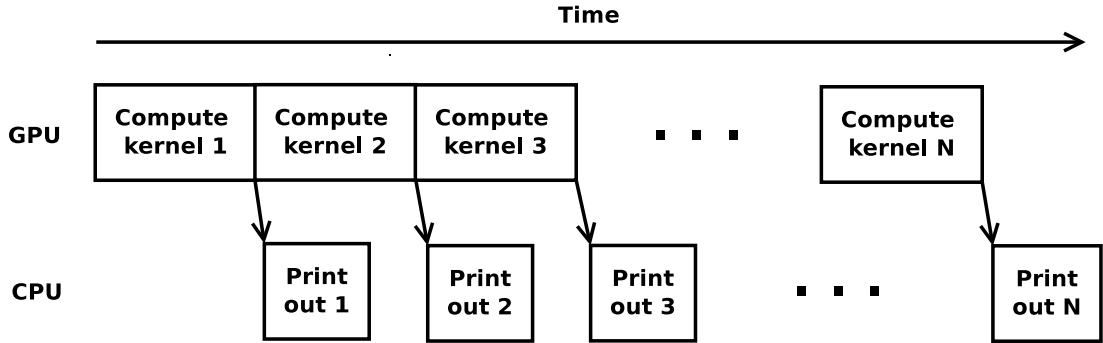 Time
GPU
Compute
kernel 1
Compute
kernel 2
Compute
kernel 3
. . .
Compute
kernel N
CPU
Print
out 1
Print
out 2
Print
out 3
. . .
Print
out N